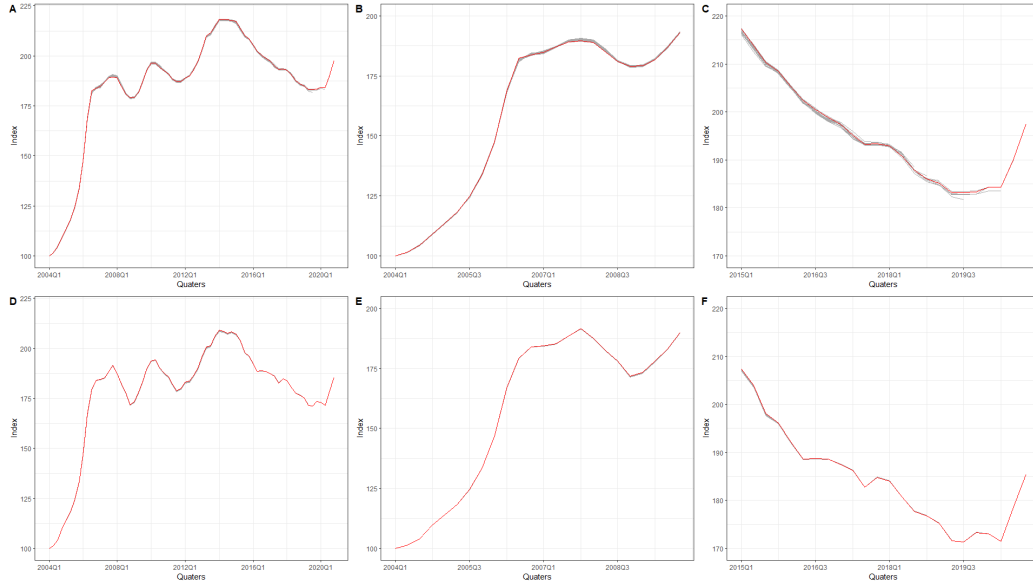 A
225
200
175
150
125
100
Index
2004Q1
2008Q1
2012Q1
2016Q1
2020Q1
Quaters
B
200
175
150
125
100
Index
2004Q1
2005Q3
2007Q1
2008Q3
Quaters
C
220
210
200
190
180
170
Index
2015Q1
2016Q3
2018Q1
2019Q3
Quaters
D
225
200
175
150
125
100
Index
2004Q1
2008Q1
2012Q1
2016Q1
2020Q1
Quaters
E
200
175
150
125
100
Index
2004Q1
2005Q3
2007Q1
2008Q3
Quaters
F
220
210
200
190
180
170
Index
2015Q1
2016Q3
2018Q1
2019Q3
Quaters